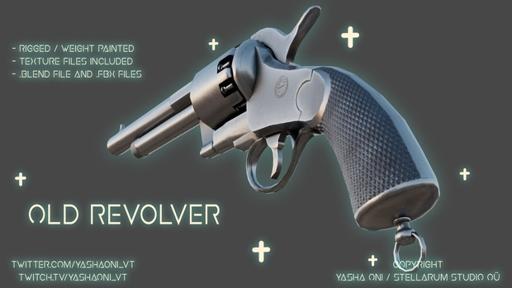 - RIGGED / WEIGHT PAINTED
- TEXTURE FILES INCLUDED
- .BLEND FILE AND .FBX FILES
OLD REVOLVER
TWITTER.COM/YASHAONI_VT
TWITCH.TV/YASHAONI_VT
COPYRIGHT
YASHA ONI / STELLARUM STUDIO OÜ